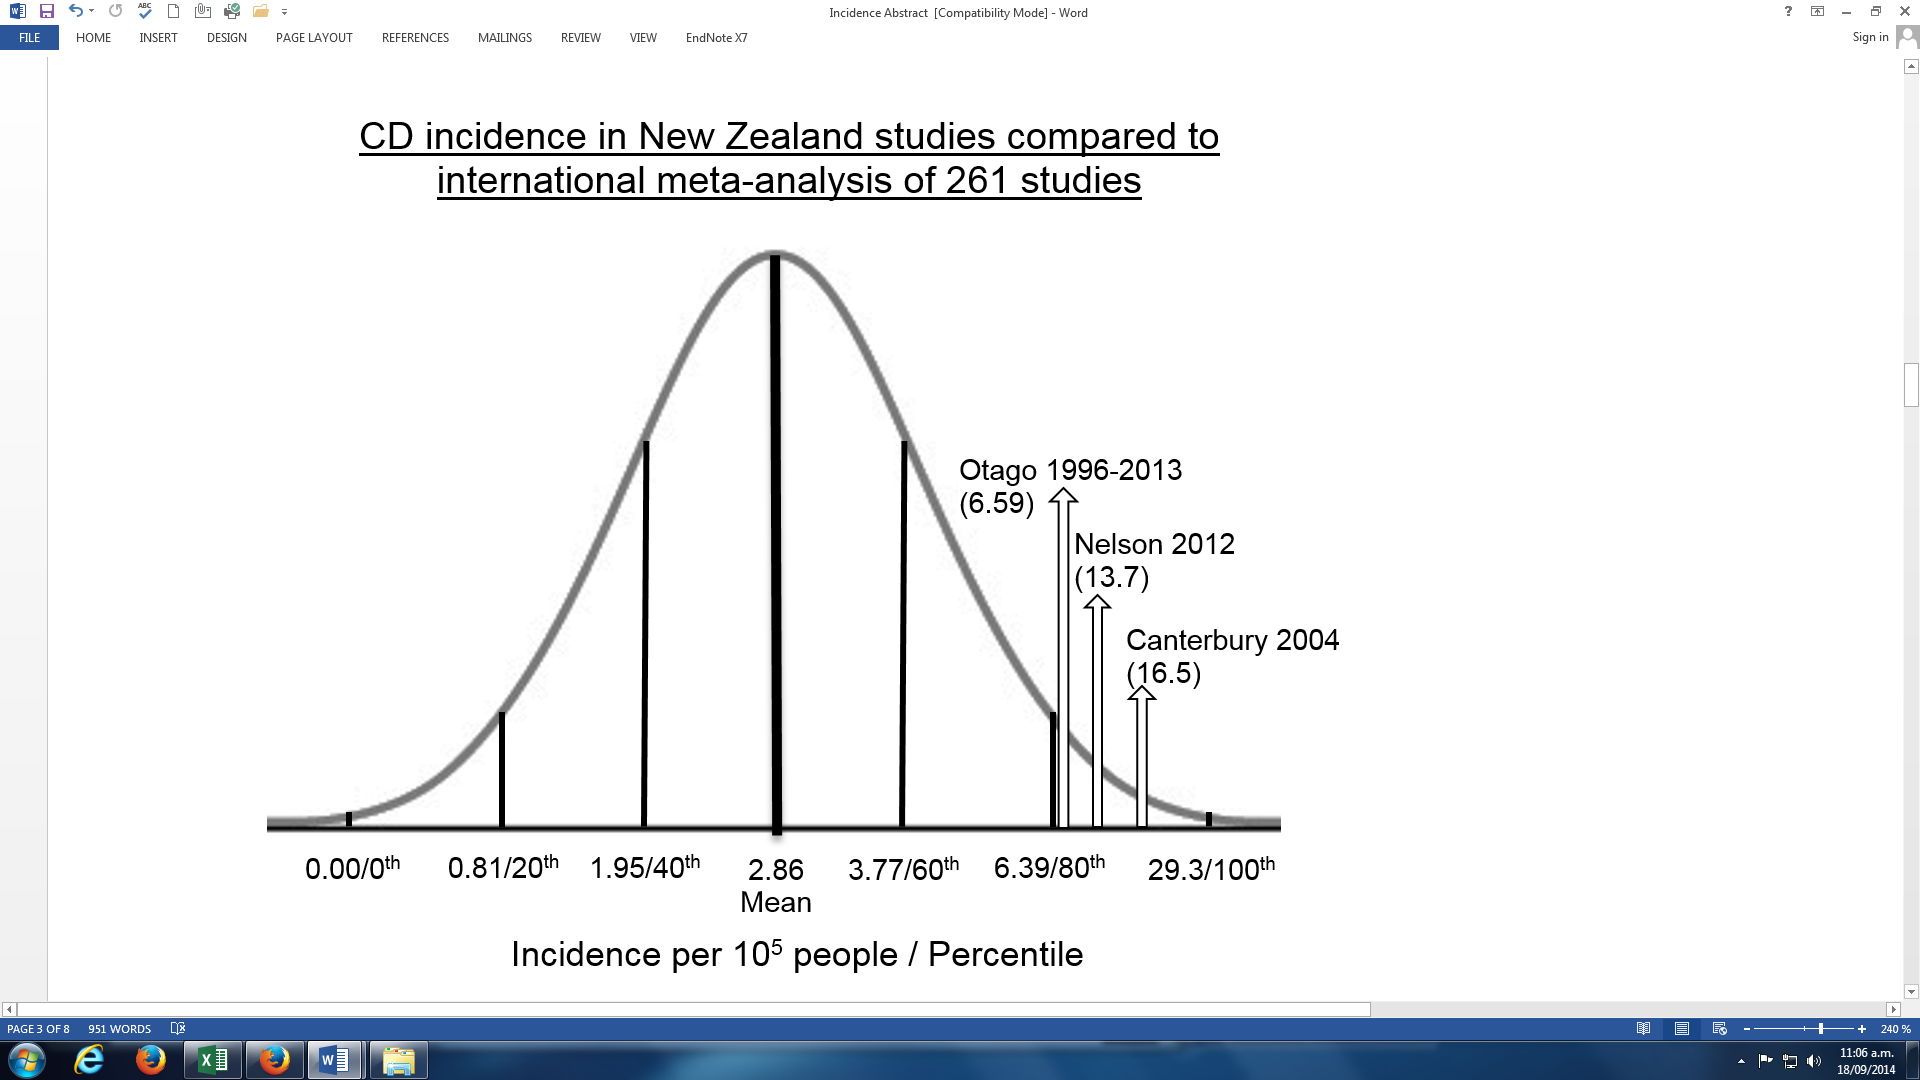 Incidence Abstract [Compatibility Mode] - Word
FILE HOME INSERT DESIGN PAGE LAYOUT REFERENCES MAILINGS REVIEW VIEW EndNote X7
Sign in
CD incidence in New Zealand studies compared to
international meta-analysis of 261 studies
Otago 1996-2013
(6.59)
Nelson 2012
(13.7)
Canterbury 2004
(16.5)
0.00/0th 0.81/20th 1.95/40th 2.86 3.77/60th 6.39/80th 29.3/100th
Mean
Incidence per 10⁵ people / Percentile
PAGE 3 OF 8 951 WORDS 240 %
11:06 a.m.
18/09/2014